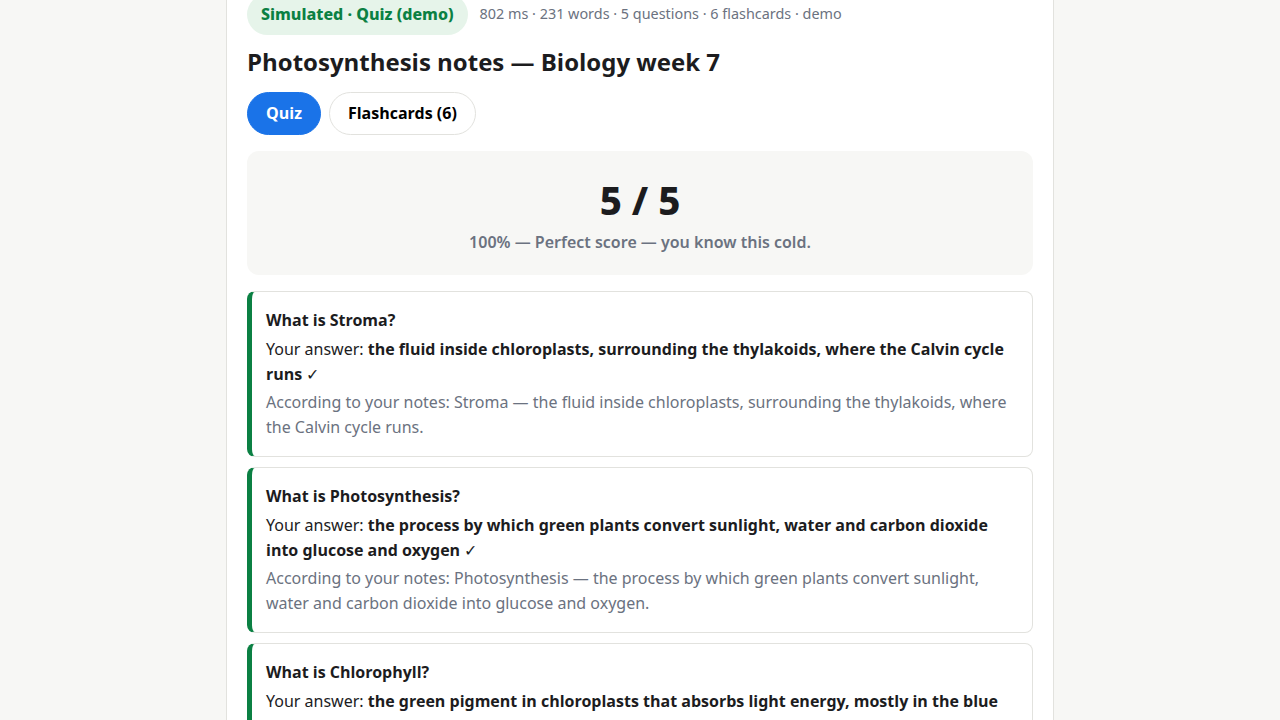 Simulated · Quiz (demo) 802 ms · 231 words · 5 questions · 6 flashcards · demo
Photosynthesis notes — Biology week 7
Quiz Flashcards (6)
5 / 5
100% — Perfect score — you know this cold.
What is Stroma?
Your answer: the fluid inside chloroplasts, surrounding the thylakoids, where the Calvin cycle
runs ✓
According to your notes: Stroma — the fluid inside chloroplasts, surrounding the thylakoids, where
the Calvin cycle runs.
What is Photosynthesis?
Your answer: the process by which green plants convert sunlight, water and carbon dioxide
into glucose and oxygen ✓
According to your notes: Photosynthesis — the process by which green plants convert sunlight,
water and carbon dioxide into glucose and oxygen.
What is Chlorophyll?
Your answer: the green pigment in chloroplasts that absorbs light energy, mostly in the blue